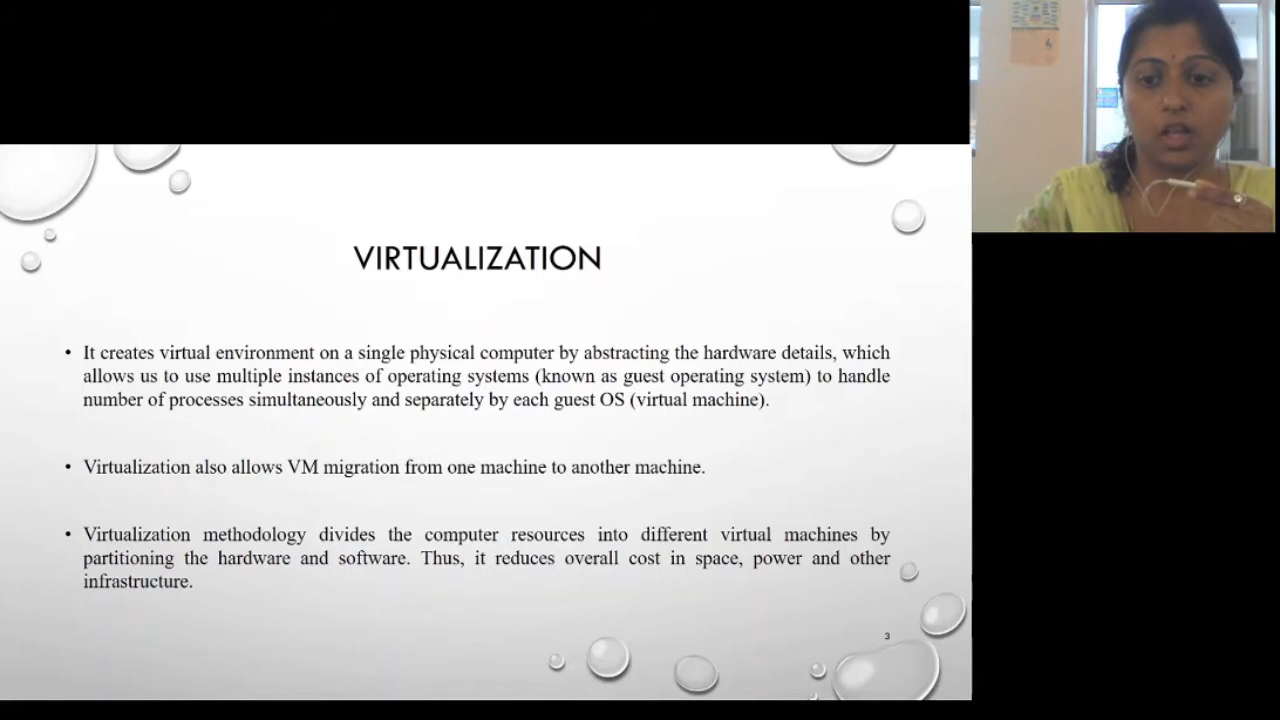 VIRTUALIZATION
• It creates virtual environment on a single physical computer by abstracting the hardware details, which
allows us to use multiple instances of operating systems (known as guest operating system) to handle
number of processes simultaneously and separately by each guest OS (virtual machine).
• Virtualization also allows VM migration from one machine to another machine.
• Virtualization methodology divides the computer resources into different virtual machines by
partitioning the hardware and software. Thus, it reduces overall cost in space, power and other
infrastructure.
3